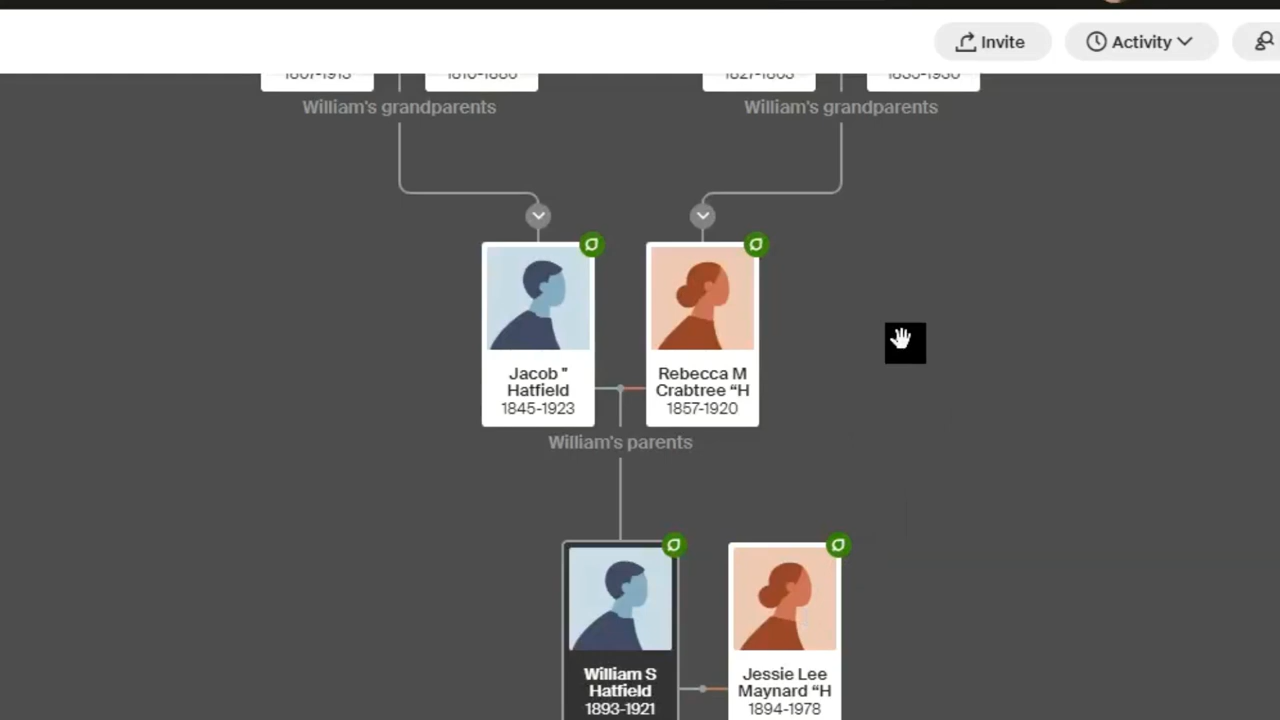 Invite
Activity
William's grandparents
William's grandparents
Jacob "
Hatfield
1845-1923
Rebecca M
Crabtree “H
1857-1920
William's parents
William S
Hatfield
1893-1921
Jessie Lee
Maynard “H
1894-1978